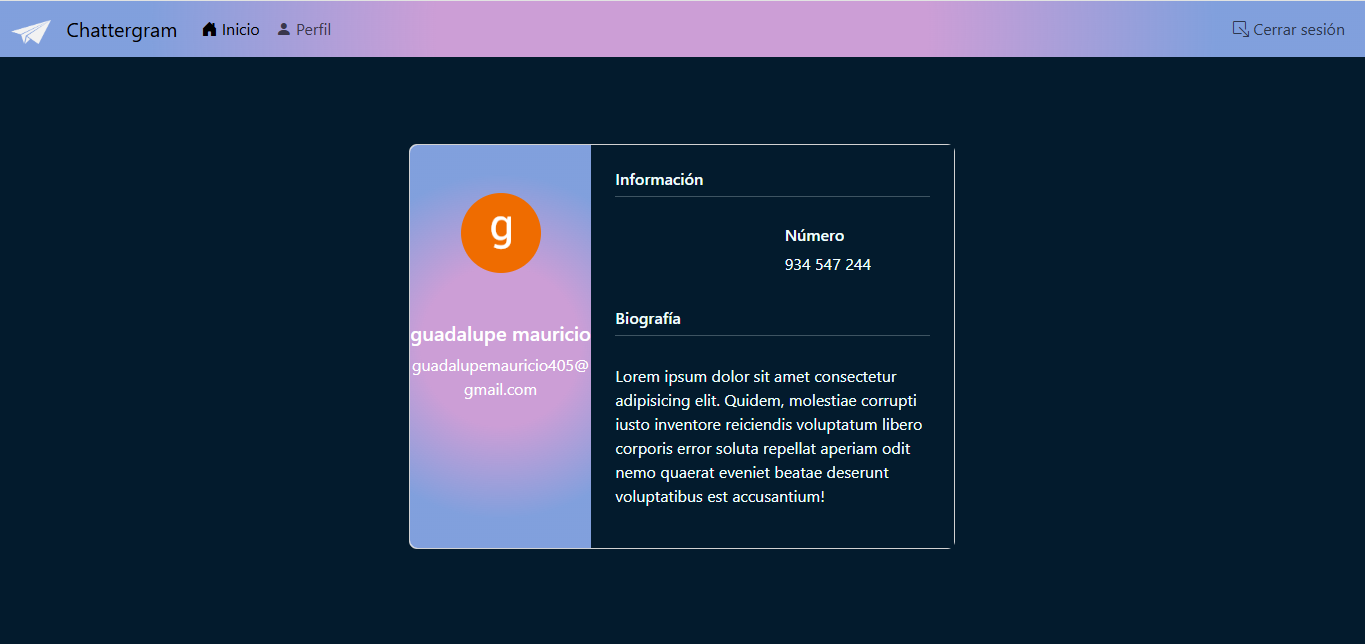 Chattergram Inicio Perfil Cerrar sesión
g
guadalupe mauricio
guadalupemauricio405@
gmail.com
Información
Número
934 547 244
Biografía
Lorem ipsum dolor sit amet consectetur
adipisicing elit. Quidem, molestiae corrupti
iusto inventore reiciendis voluptatum libero
corporis error soluta repellat aperiam odit
nemo quaerat eveniet beatae deserunt
voluptatibus est accusantium!